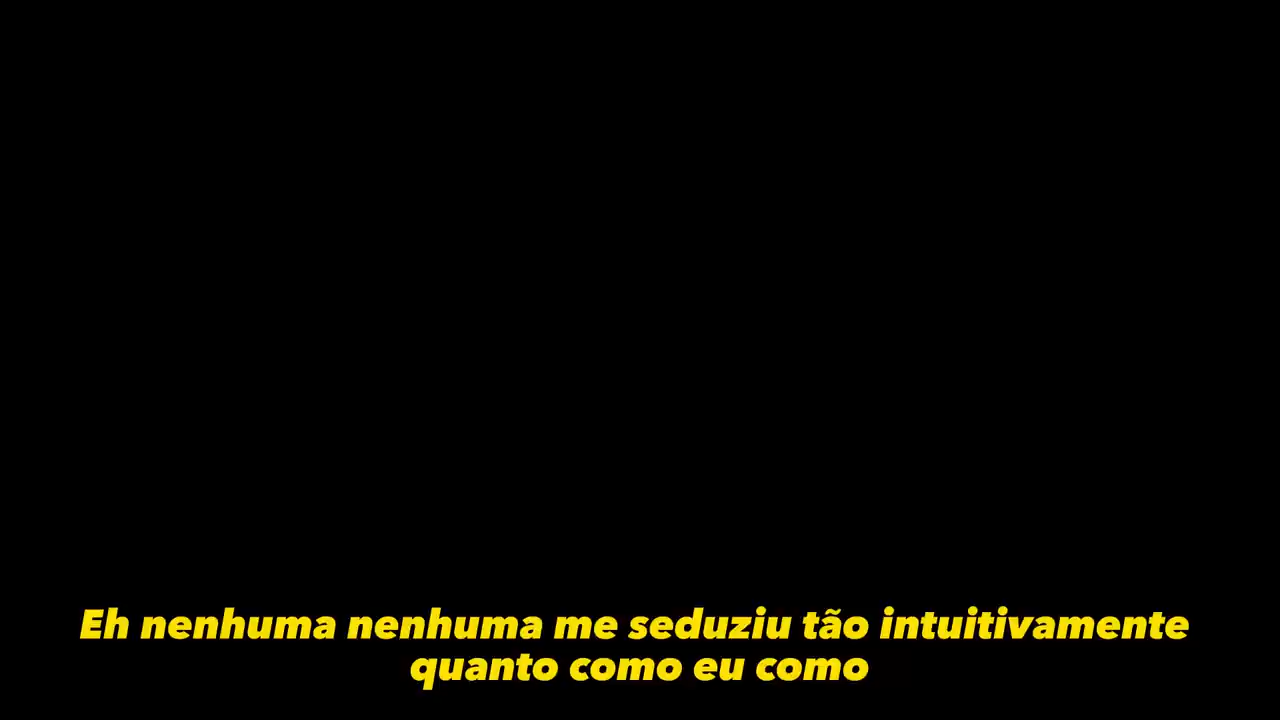 Eh nenhuma nenhuma me seduziu tão intuitivamente
quanto como eu como